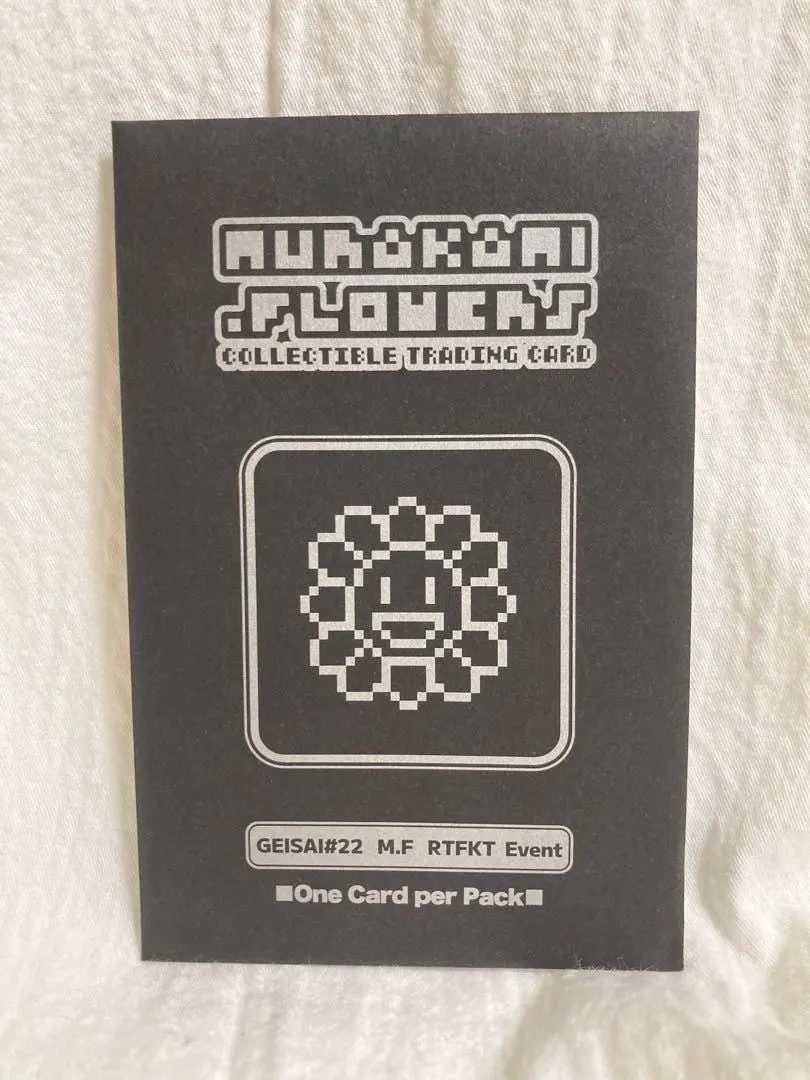 MURAKAMI
.FLOWERS
COLLECTIBLE TRADING CARD
GEISAI#22 M.F RTFKT Event
■One Card per Pack■